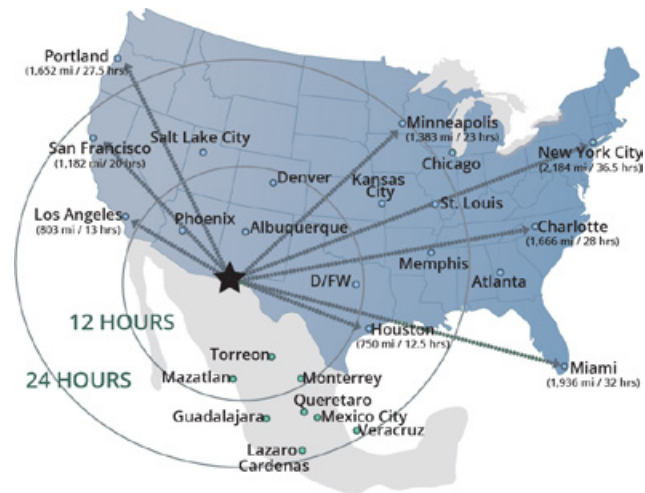 Portland
(1,652 mi / 27.5 hrs)
Minneapolis
(1,383 mi / 23 hrs)
San Francisco
(1,182 mi/ 20 hrs)
Salt Lake City
Chicago
New York City
(2,184 mi / 36.5 hrs)
Denver
Kansas
City
St. Louis
Los Angeles
(803 mi / 13 hrs)
Phoenix
Albuquerque
Charlotte
(1,666 mi / 28 hrs)
Memphis
D/FW
Atlanta
12 HOURS
Houston
(750 mi / 12.5 hrs)
Torreon
24 HOURS
Mazatlan
Monterrey
Miami
(1,936 mi / 32 hrs)
Queretaro
Guadalajara
Mexico City
Veracruz
Lazaro
Cardenas